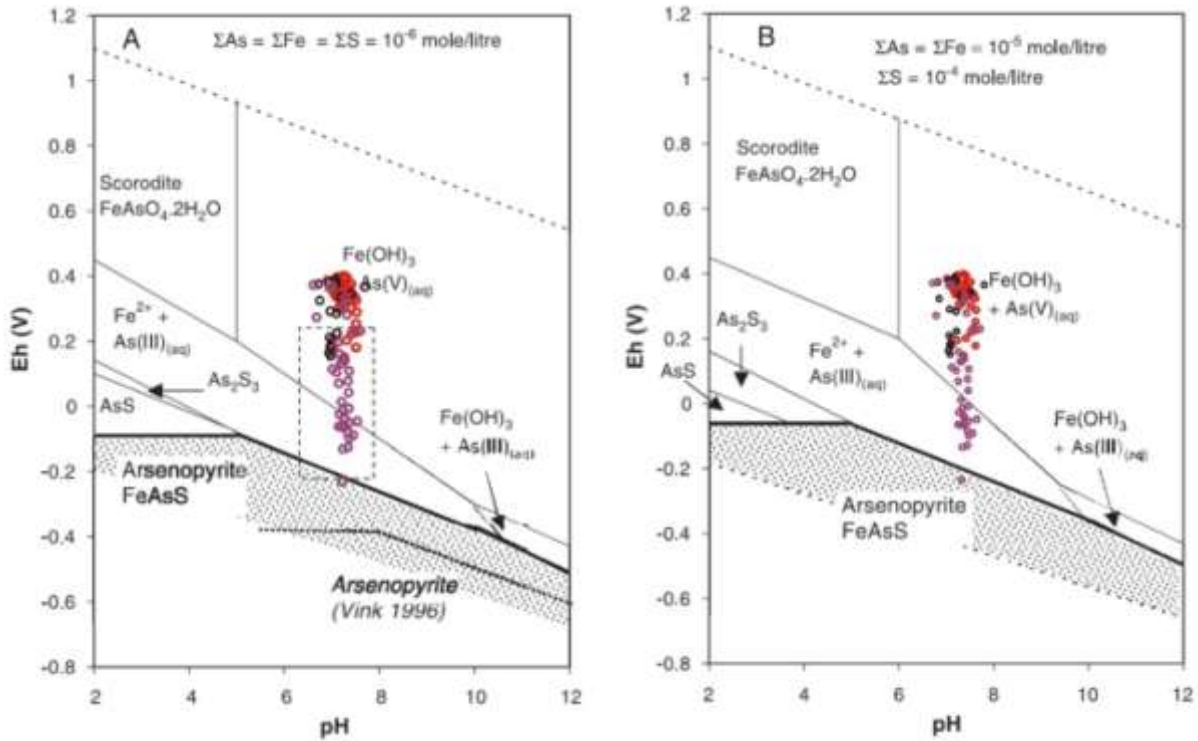 A
ΣAs = ΣFe = ΣS = 10⁻⁶ mole/litre
1.2
1
0.8
0.6
0.4
0.2
0
-0.2
-0.4
-0.6
-0.8
Eh (V)
Scorodite
FeAsO₄.2H₂O
Fe(OH)₃
As(V)₍aq₎
Fe²⁺ +
As(III)₍aq₎
As₂S₃
AsS
Fe(OH)₃
+ As(III)₍aq₎
Arsenopyrite
FeAsS
Arsenopyrite
(Vink 1996)
2
4
6
8
10
12
pH
B
ΣAs = ΣFe = 10⁻⁵ mole/litre
ΣS = 10⁻⁴ mole/litre
1.2
1
0.8
0.6
0.4
0.2
0
-0.2
-0.4
-0.6
-0.8
Eh (V)
Scorodite
FeAsO₄.2H₂O
Fe(OH)₃
+ As(V)₍aq₎
As₂S₃
Fe²⁺ +
As(III)₍aq₎
AsS
Fe(OH)₃
+ As(III)₍aq₎
Arsenopyrite
FeAsS
2
4
6
8
10
12
pH